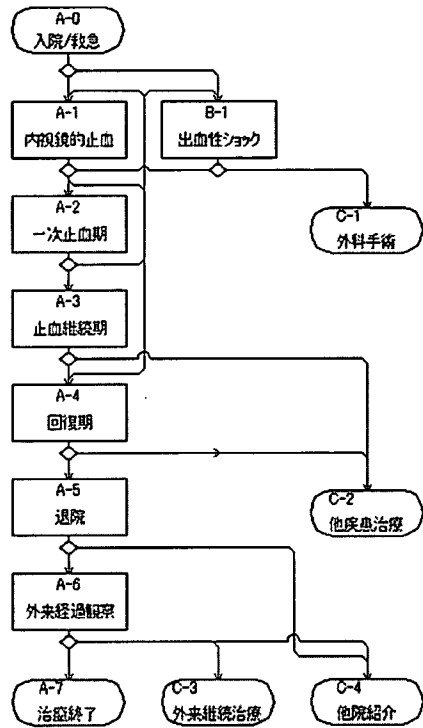 A-0
入院/救急
A-1
内視鏡的止血
B-1
出血性ショック
A-2
一次止血期
C-1
外科手術
A-3
止血継続期
A-4
回復期
A-5
退院
C-2
他疾患治療
A-6
外来経過観察
A-7
治癒終了
C-3
外来継続治療
C-4
他院紹介